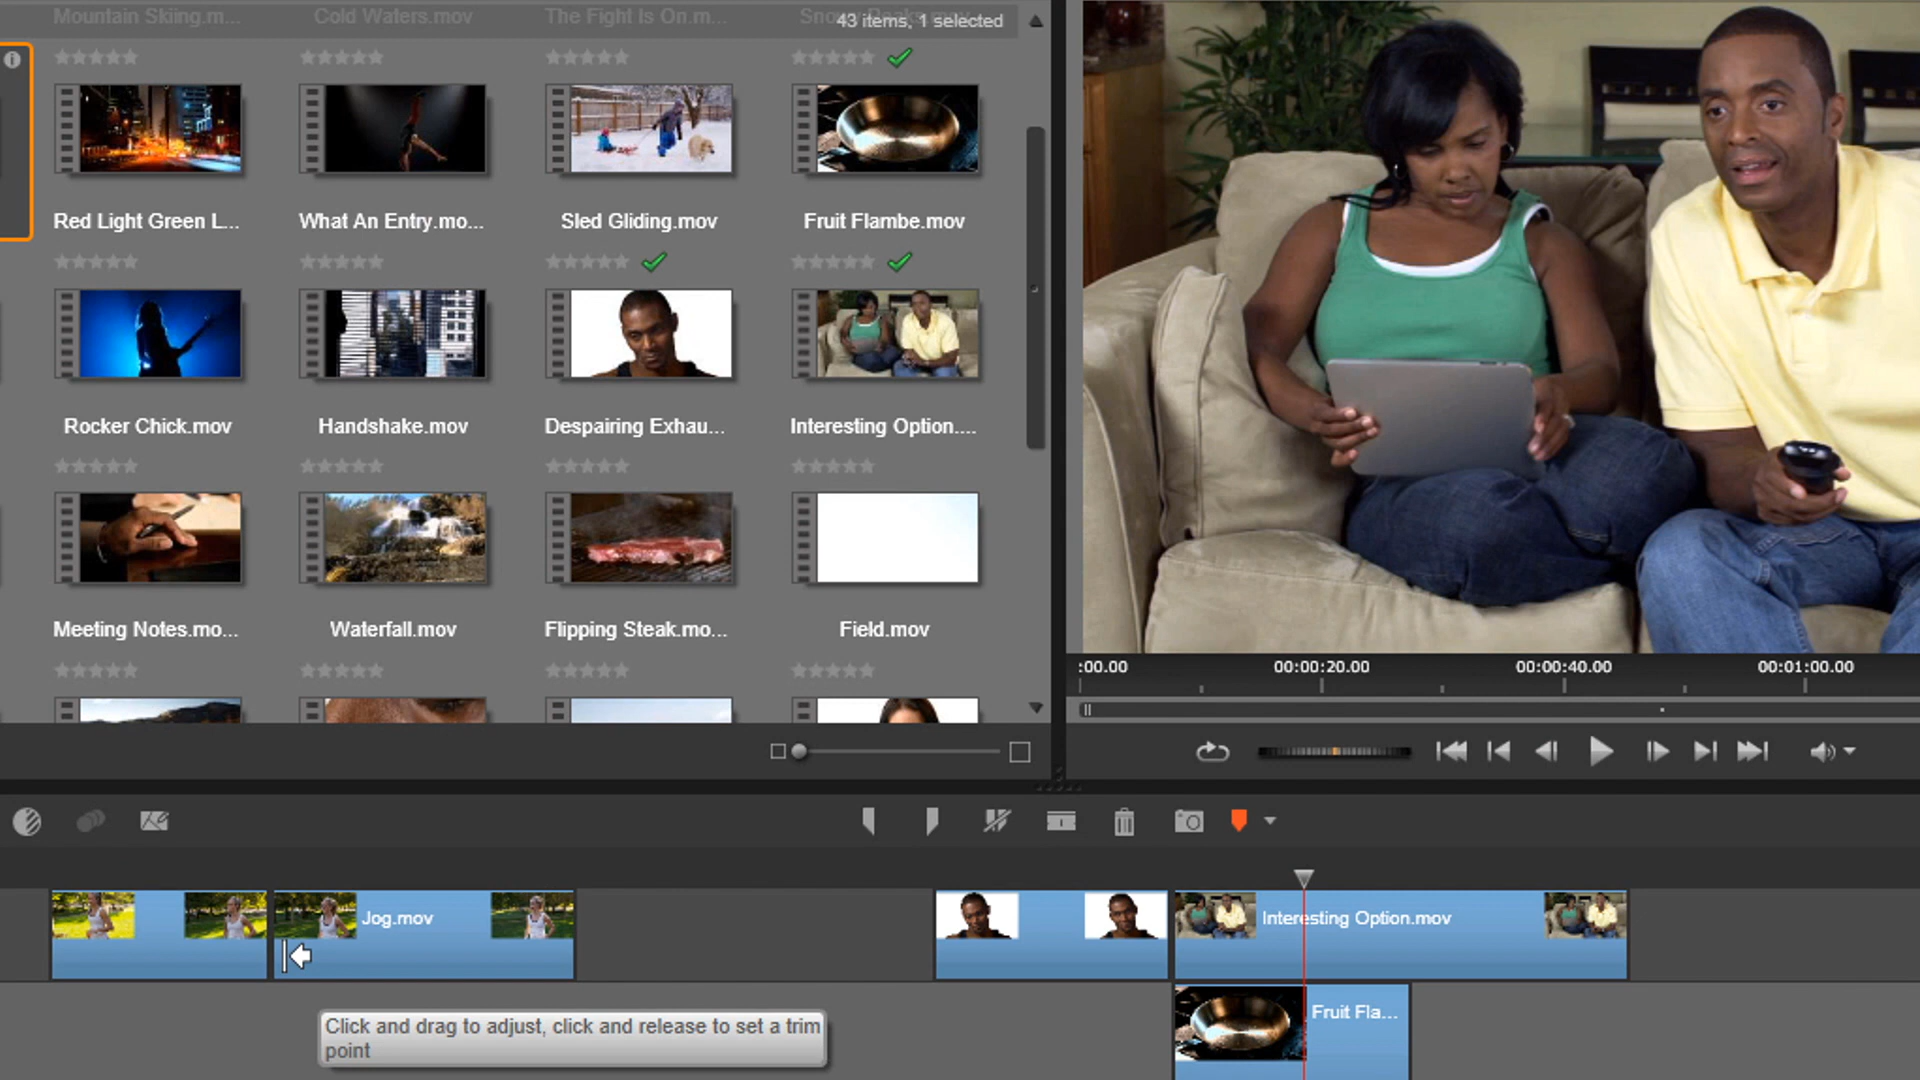 Mountain Skiing.m... Cold Waters.mov The Fight Is On.m...
43 items, 1 selected
Red Light Green L... What An Entry.mo... Sled Gliding.mov Fruit Flambe.mov
Rocker Chick.mov Handshake.mov Despairing Exhau... Interesting Option....
Meeting Notes.mo... Waterfall.mov Flipping Steak.mo... Field.mov
:00.00 00:00:20.00 00:00:40.00 00:01:00.00
Jog.mov Interesting Option.mov
Fruit Fla...
Click and drag to adjust, click and release to set a trim
point